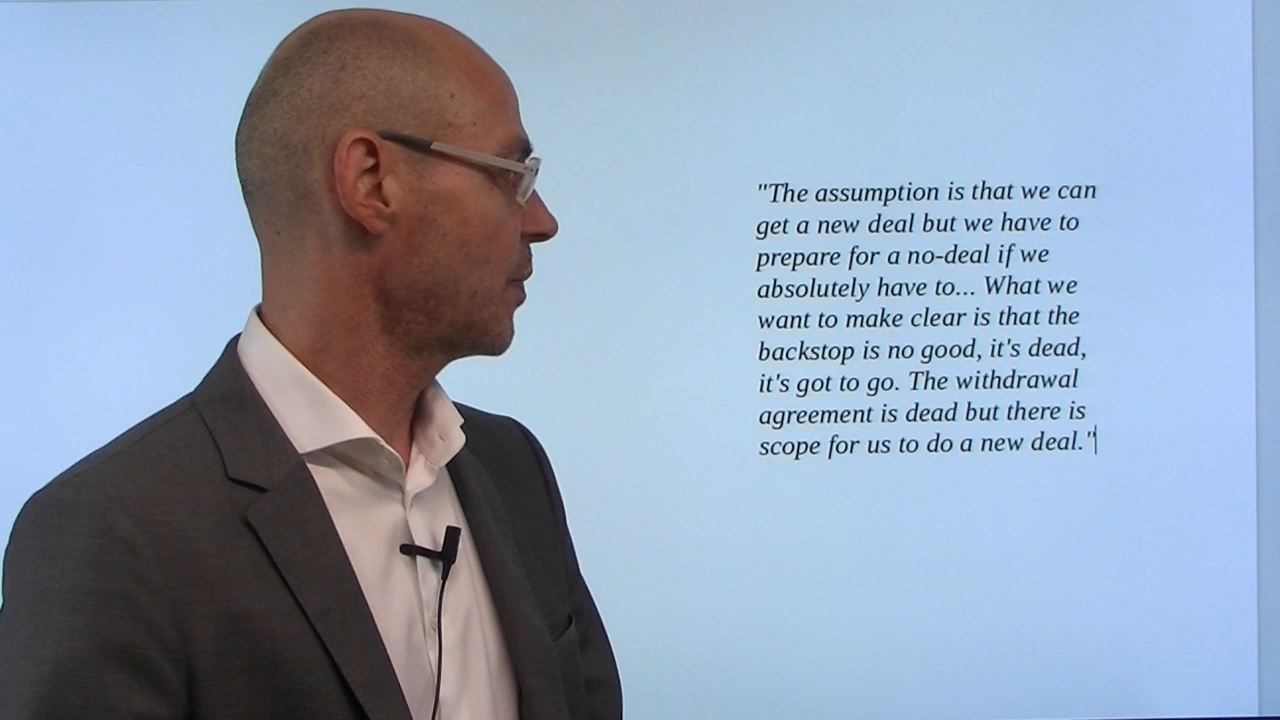 "The assumption is that we can
get a new deal but we have to
prepare for a no-deal if we
absolutely have to... What we
want to make clear is that the
backstop is no good, it's dead,
it's got to go. The withdrawal
agreement is dead but there is
scope for us to do a new deal."